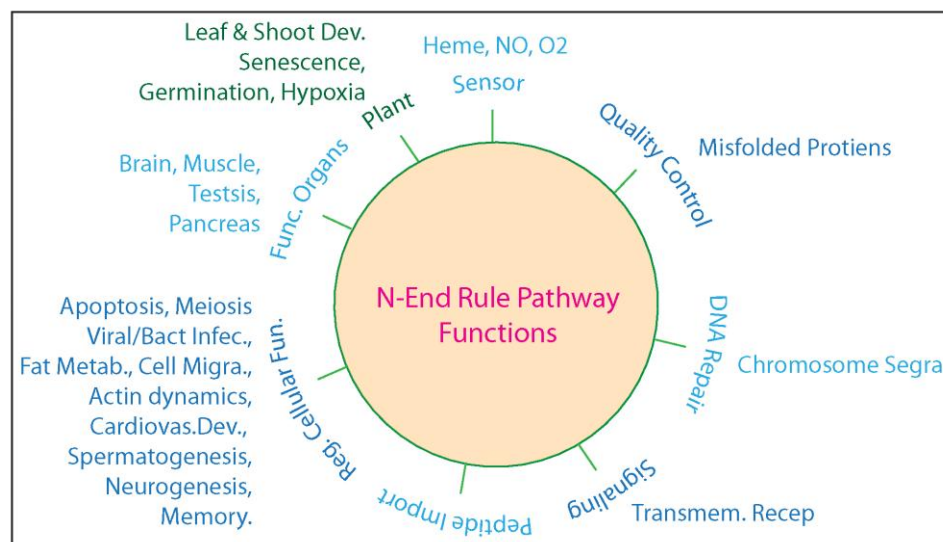 Leaf & Shoot Dev.
Senescence,
Germination, Hypoxia
Plant
Heme, NO, O2
Sensor
Quality Control
Misfolded Protiens
DNA Repair
Chromosome Segra
Signaling
Transmem. Recep
Peptide Import
Reg. Cellular Fun.
Apoptosis, Meiosis
Viral/Bact Infec.,
Fat Metab., Cell Migra.,
Actin dynamics,
Cardiovas.Dev.,
Spermatogenesis,
Neurogenesis,
Memory.
Func. Organs
Brain, Muscle,
Testsis,
Pancreas
N-End Rule Pathway
Functions